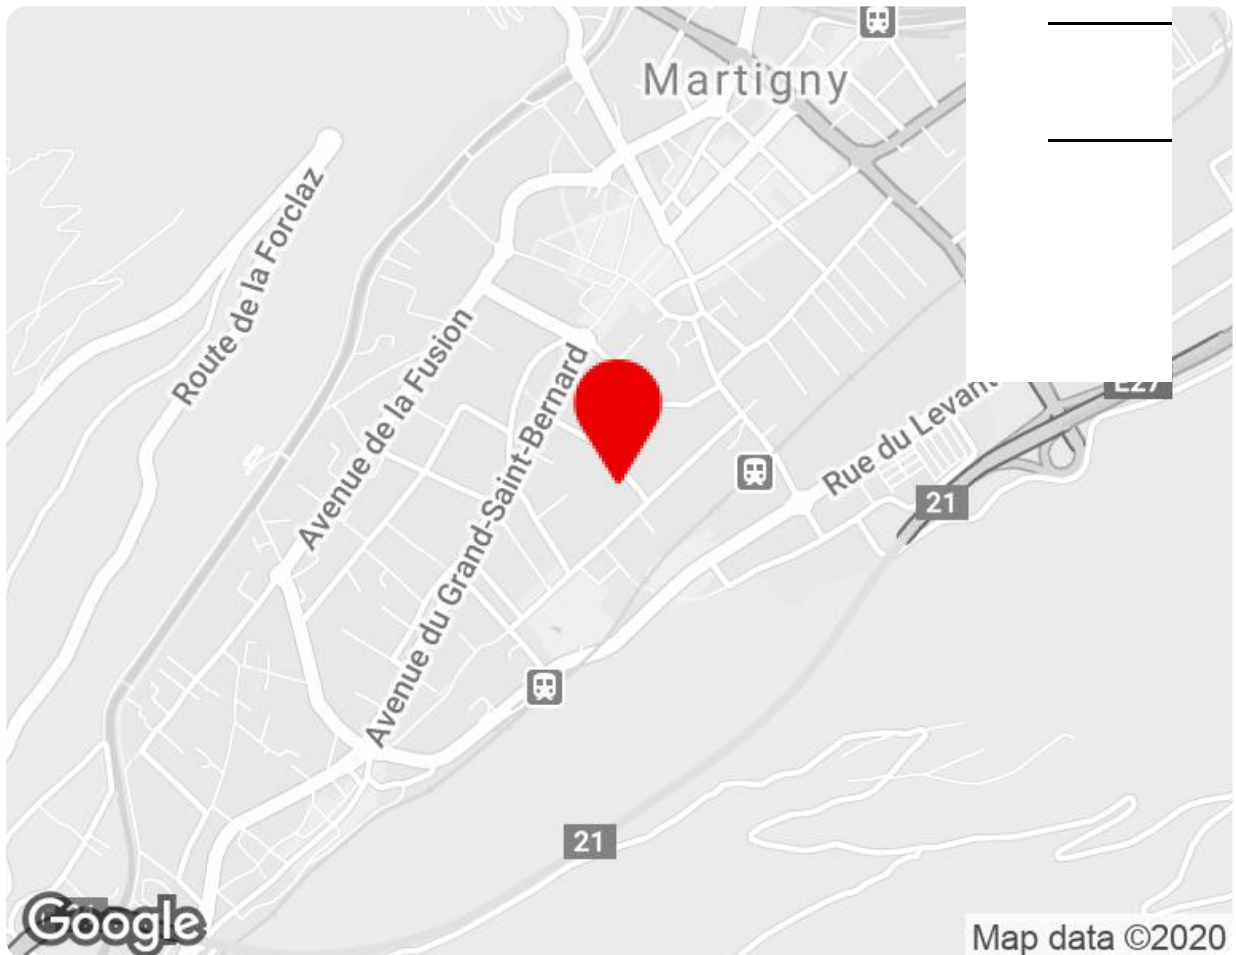 Martigny
Route de la Forclaz
Avenue de la Fusion
Avenue du Grand-Saint-Bernard
Rue du Levant
E27
21
21
Google
Map data ©2020